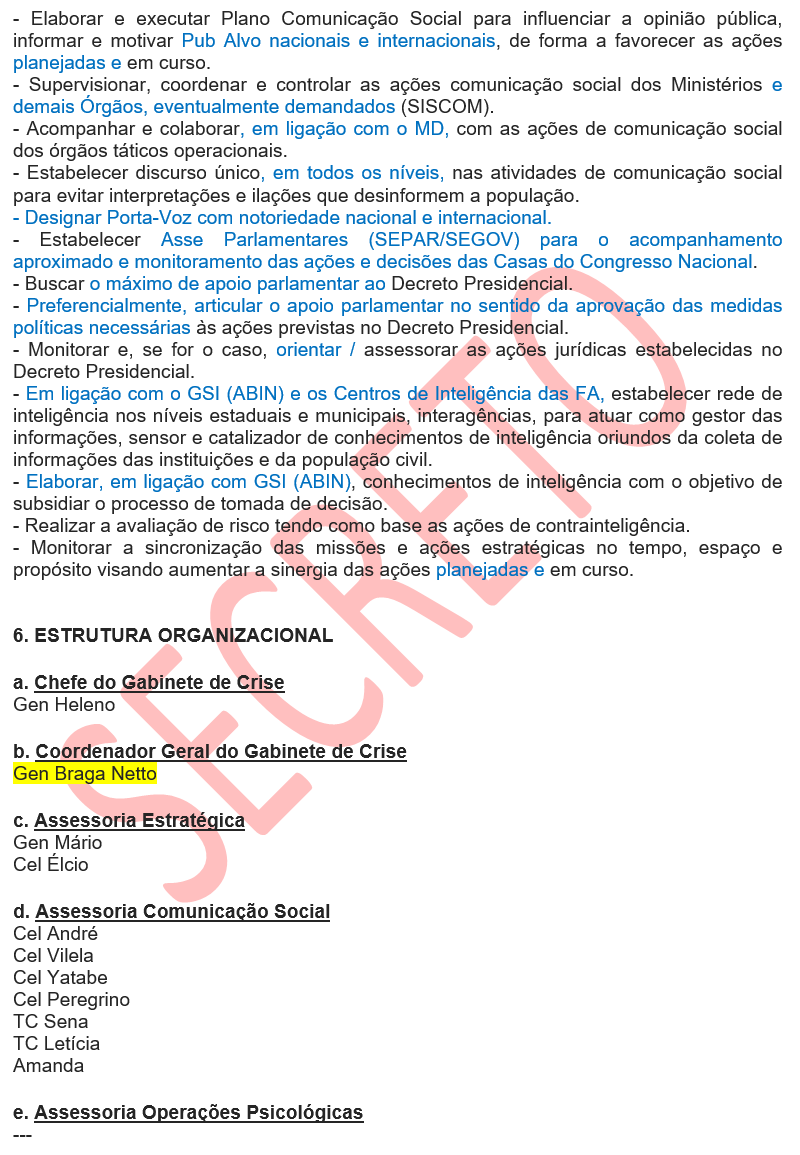 - Elaborar e executar Plano Comunicação Social para influenciar a opinião pública,
informar e motivar Pub Alvo nacionais e internacionais, de forma a favorecer as ações
planejadas e em curso.
- Supervisionar, coordenar e controlar as ações comunicação social dos Ministérios e
demais Órgãos, eventualmente demandados (SISCOM).
- Acompanhar e colaborar, em ligação com o MD, com as ações de comunicação social
dos órgãos táticos operacionais.
- Estabelecer discurso único, em todos os níveis, nas atividades de comunicação social
para evitar interpretações e ilações que desinformem a população.
- Designar Porta-Voz com notoriedade nacional e internacional.
- Estabelecer Asse Parlamentares (SEPAR/SEGOV) para o acompanhamento
aproximado e monitoramento das ações e decisões das Casas do Congresso Nacional.
- Buscar o máximo de apoio parlamentar ao Decreto Presidencial.
- Preferencialmente, articular o apoio parlamentar no sentido da aprovação das medidas
políticas necessárias às ações previstas no Decreto Presidencial.
- Monitorar e, se for o caso, orientar / assessorar as ações jurídicas estabelecidas no
Decreto Presidencial.
- Em ligação com o GSI (ABIN) e os Centros de Inteligência das FA, estabelecer rede de
inteligência nos níveis estaduais e municipais, interagências, para atuar como gestor das
informações, sensor e catalizador de conhecimentos de inteligência oriundos da coleta de
informações das instituições e da população civil.
- Elaborar, em ligação com GSI (ABIN), conhecimentos de inteligência com o objetivo de
subsidiar o processo de tomada de decisão.
- Realizar a avaliação de risco tendo como base as ações de contrainteligência.
- Monitorar a sincronização das missões e ações estratégicas no tempo, espaço e
propósito visando aumentar a sinergia das ações planejadas e em curso.
6. ESTRUTURA ORGANIZACIONAL
a. Chefe do Gabinete de Crise
Gen Heleno
b. Coordenador Geral do Gabinete de Crise
Gen Braga Netto
c. Assessoria Estratégica
Gen Mário
Cel Élcio
d. Assessoria Comunicação Social
Cel André
Cel Vilela
Cel Yatabe
Cel Peregrino
TC Sena
TC Letícia
Amanda
e. Assessoria Operações Psicológicas
---
SECRETO